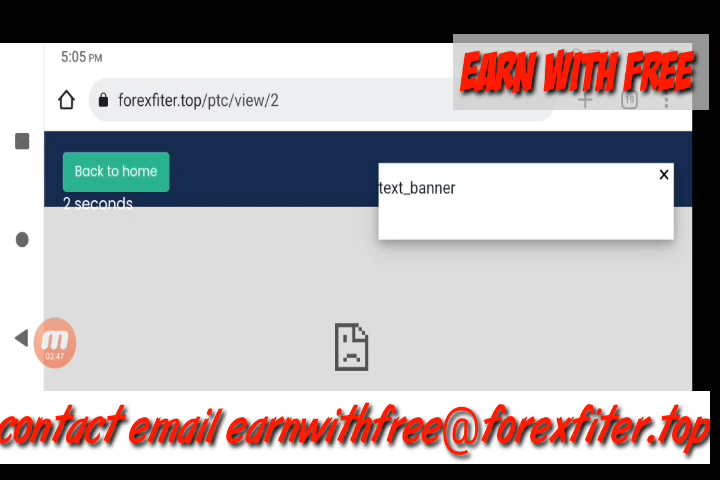 5:05 PM
EARN WITH FREE
forexfiter.top/ptc/view/2
19
Back to home
×
text_banner
2 seconds
02:47
contact email earnwithfree@forexfiter.top